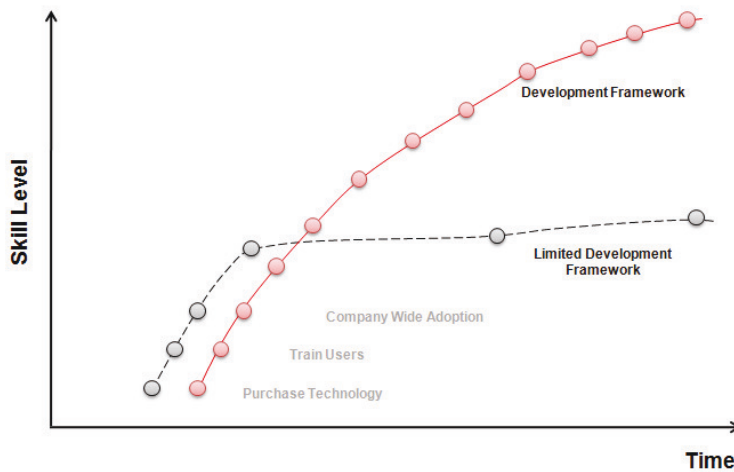 Development Framework
Skill Level
Limited Development
Framework
Company Wide Adoption
Train Users
Purchase Technology
Time